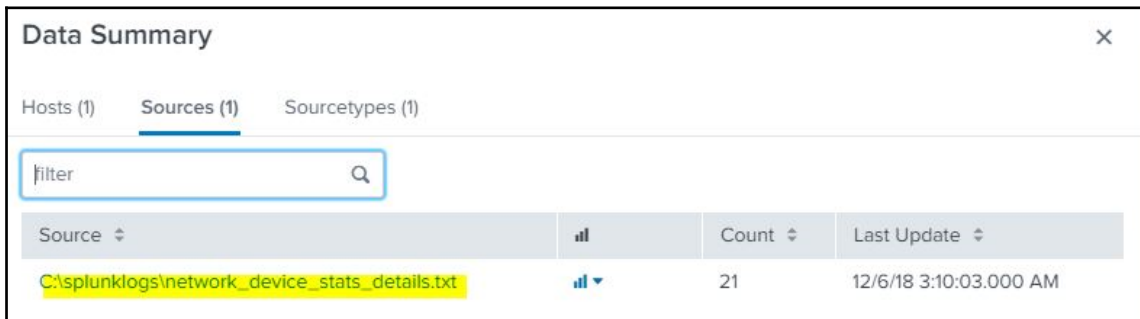 Data Summary
Hosts (1) Sources (1) Sourcetypes (1)
filter
Source Count Last Update
C:\splunklogs\network_device_stats_details.txt 21 12/6/18 3:10:03.000 AM